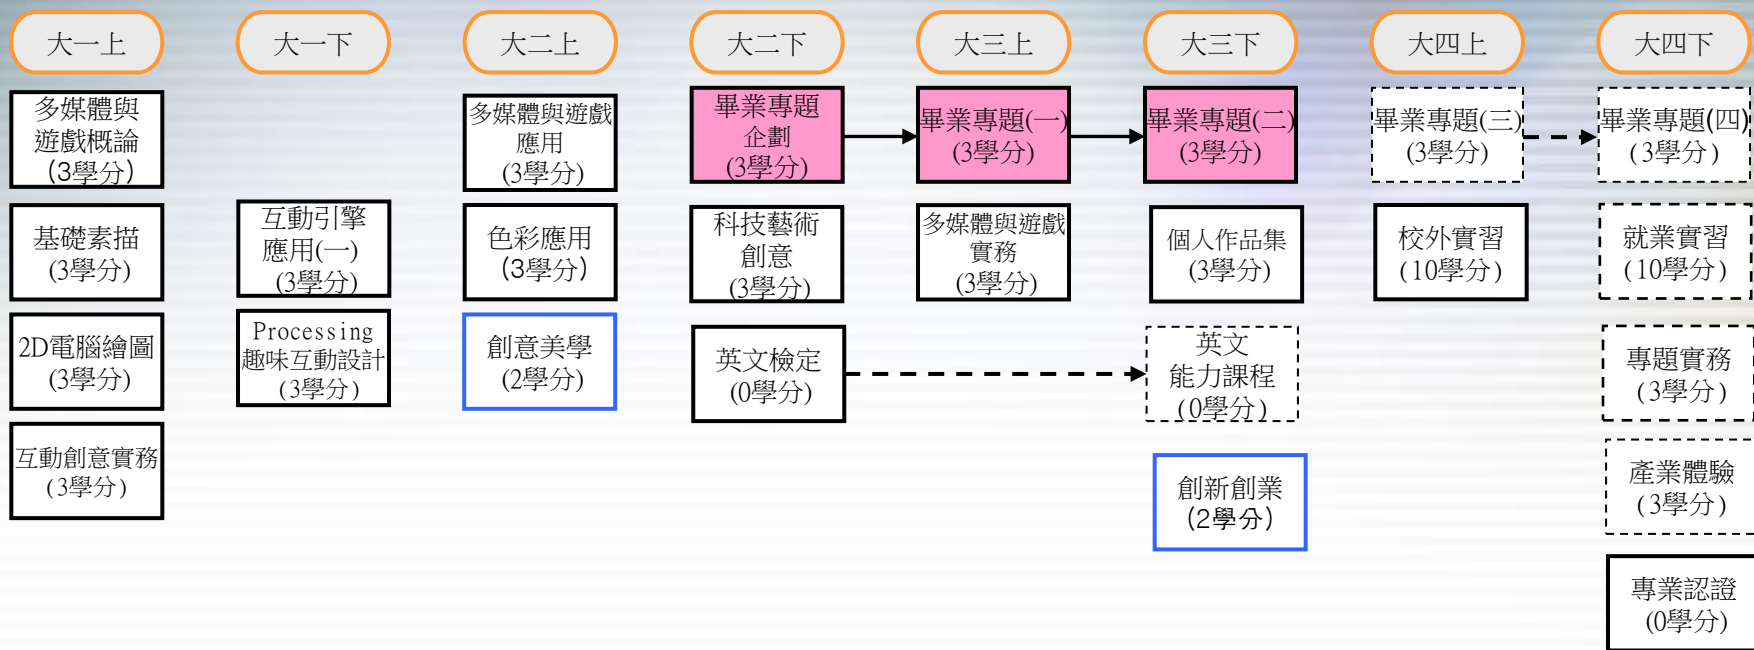 大一上
大一下
大二上
大二下
大三上
大三下
大四上
大四下
多媒體與
遊戲概論
(3學分)
多媒體與遊戲
應用
(3學分)
畢業專題
企劃
(3學分)
畢業專題(一)
(3學分)
畢業專題(二)
(3學分)
畢業專題(三)
(3學分)
畢業專題(四)
(3學分)
基礎素描
(3學分)
互動引擎
應用(一)
(3學分)
色彩應用
(3學分)
科技藝術
創意
(3學分)
多媒體與遊戲
實務
(3學分)
個人作品集
(3學分)
校外實習
(10學分)
就業實習
(10學分)
2D電腦繪圖
(3學分)
Processing
趣味互動設計
(3學分)
創意美學
(2學分)
英文檢定
(0學分)
英文
能力課程
(0學分)
專題實務
(3學分)
互動創意實務
(3學分)
創新創業
(2學分)
產業體驗
(3學分)
專業認證
(0學分)